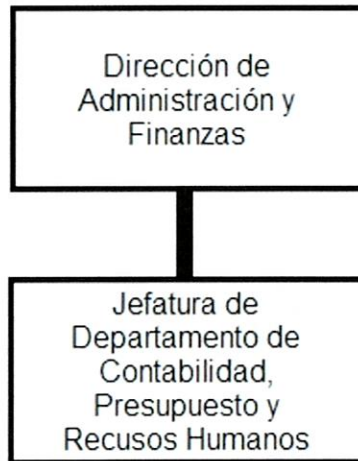 Dirección de
Administración y
Finanzas
Jefatura de
Departamento de
Contabilidad,
Presupuesto y
Recusos Humanos